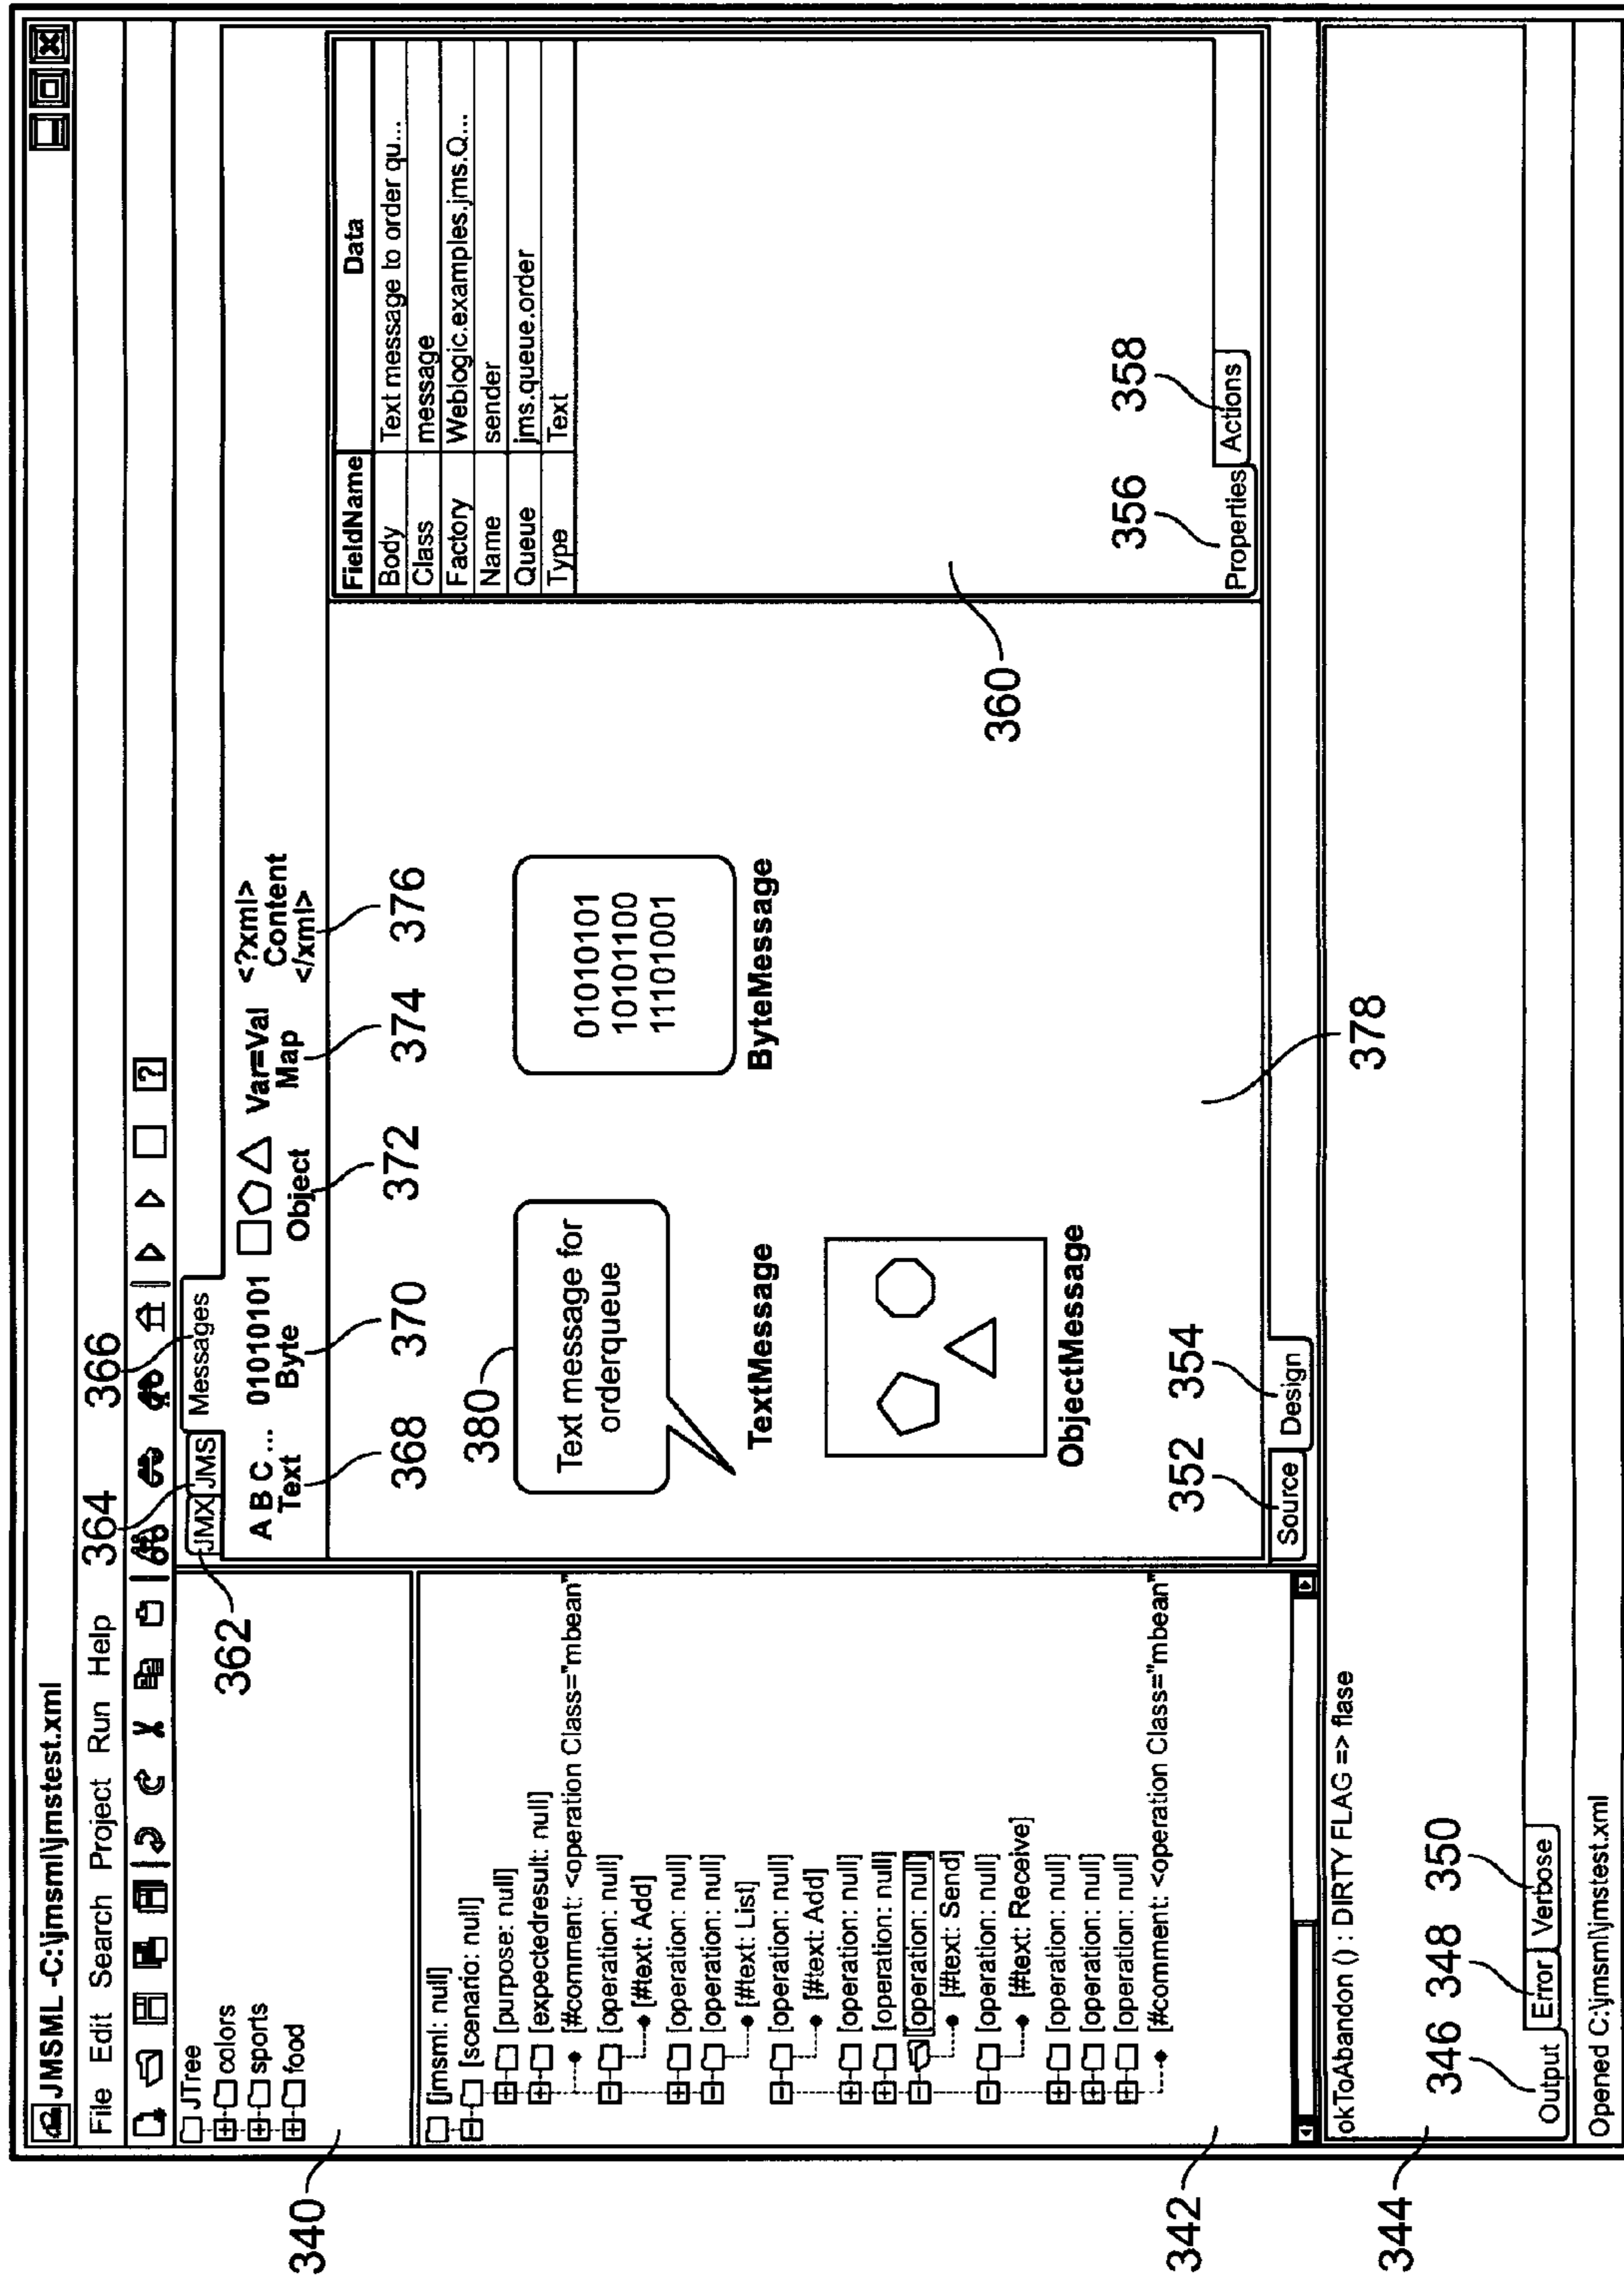 JMSML -C:\jmsml\jmstest.xml
File Edit Search Project Run Help
364
366
?
362
JTree
colors
sports
food
340
JMX
JMS
Messages
A B C ...
Text
01010101
Byte
Object
Var=Val
Map
<?xml>
Content
</xml>
368
370
372
374
376
[jmsml: null]
[scenario: null]
[purpose: null]
[expectedresult: null]
[#comment: <operation Class="mbean"
[operation: null]
[#text: Add]
[operation: null]
[operation: null]
[#text: List]
[operation: null]
[#text: Add]
[operation: null]
[operation: null]
[operation: null]
[#text: Send]
[operation: null]
[#text: Receive]
[operation: null]
[operation: null]
[operation: null]
[#comment: <operation Class="mbean"
342
380
Text message for
orderqueue
TextMessage
01010101
10101100
11101001
ByteMessage
ObjectMessage
378
FieldName Data
Body Text message to order qu...
Class message
Factory Weblogic.examples.jms.Q...
Name sender
Queue jms.queue.order
Type Text
360
356
358
Properties
Actions
352
354
Source
Design
okToAbandon () : DIRTY FLAG => flase
344
346
348
350
Output
Error
Verbose
Opened C:\jmsml\jmstest.xml